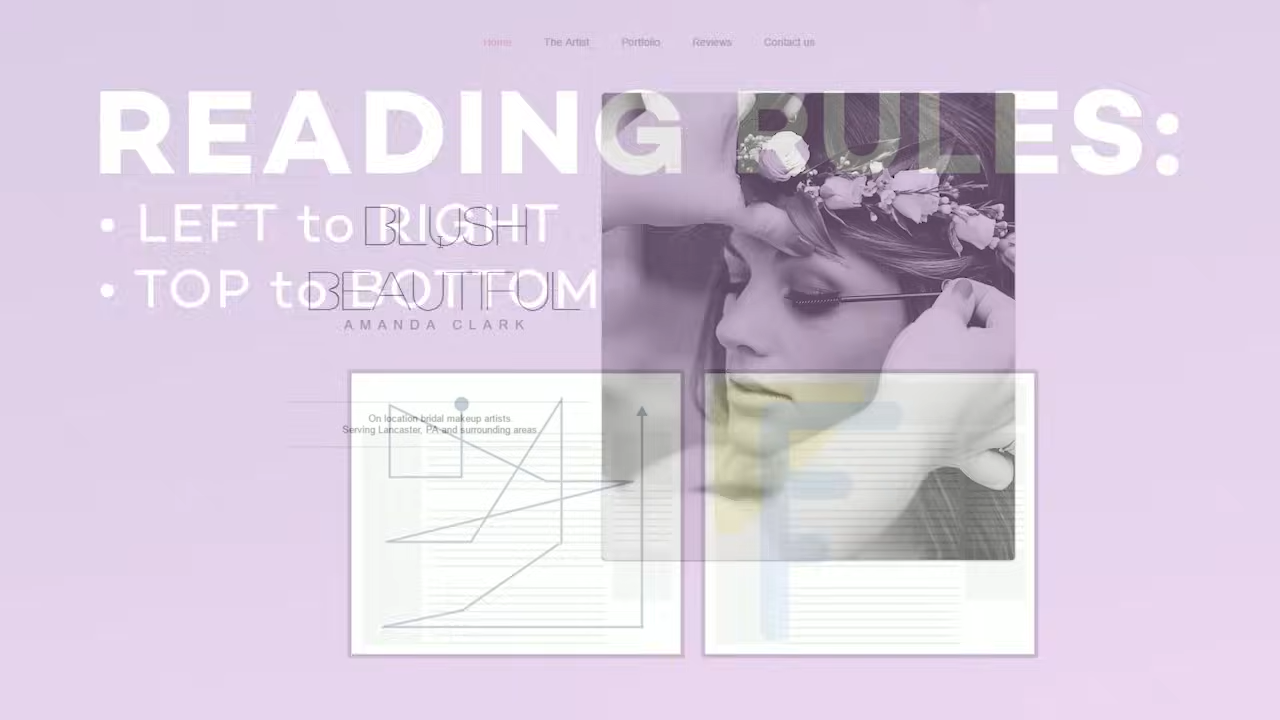 Home The Artist Portfolio Reviews Contact us
READING RULES:
• LEFT to RIGHT
BLUSH
• TOP to BOTTOM
BEAUTIFUL
AMANDA CLARK
On location bridal makeup artists
Serving Lancaster, PA and surrounding areas